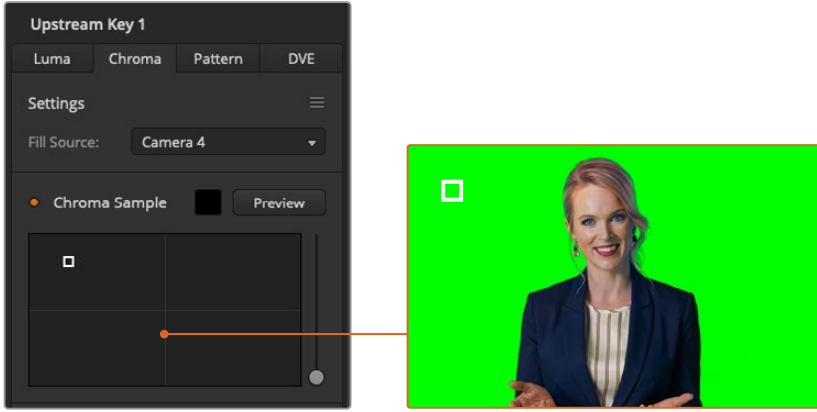 Upstream Key 1
Luma Chroma Pattern DVE
Settings
Fill Source: Camera 4
Chroma Sample Preview